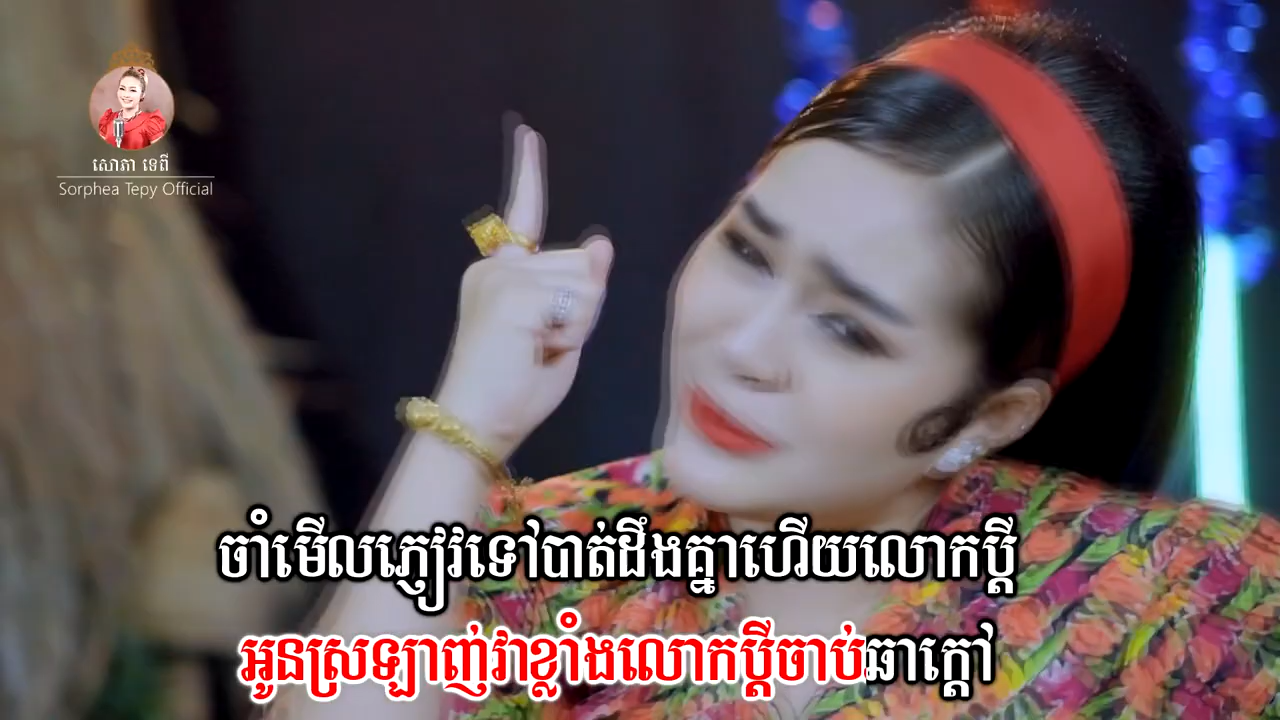 សោភា ទេពី
Sorphea Tepy Official
ចាំមើលភ្ញៀវទៅបាត់ដឹងគ្នាហើយលោកប្ដី
អូនស្រឡាញ់វាខ្លាំងលោកប្ដីចាប់ឆាក្ដៅ